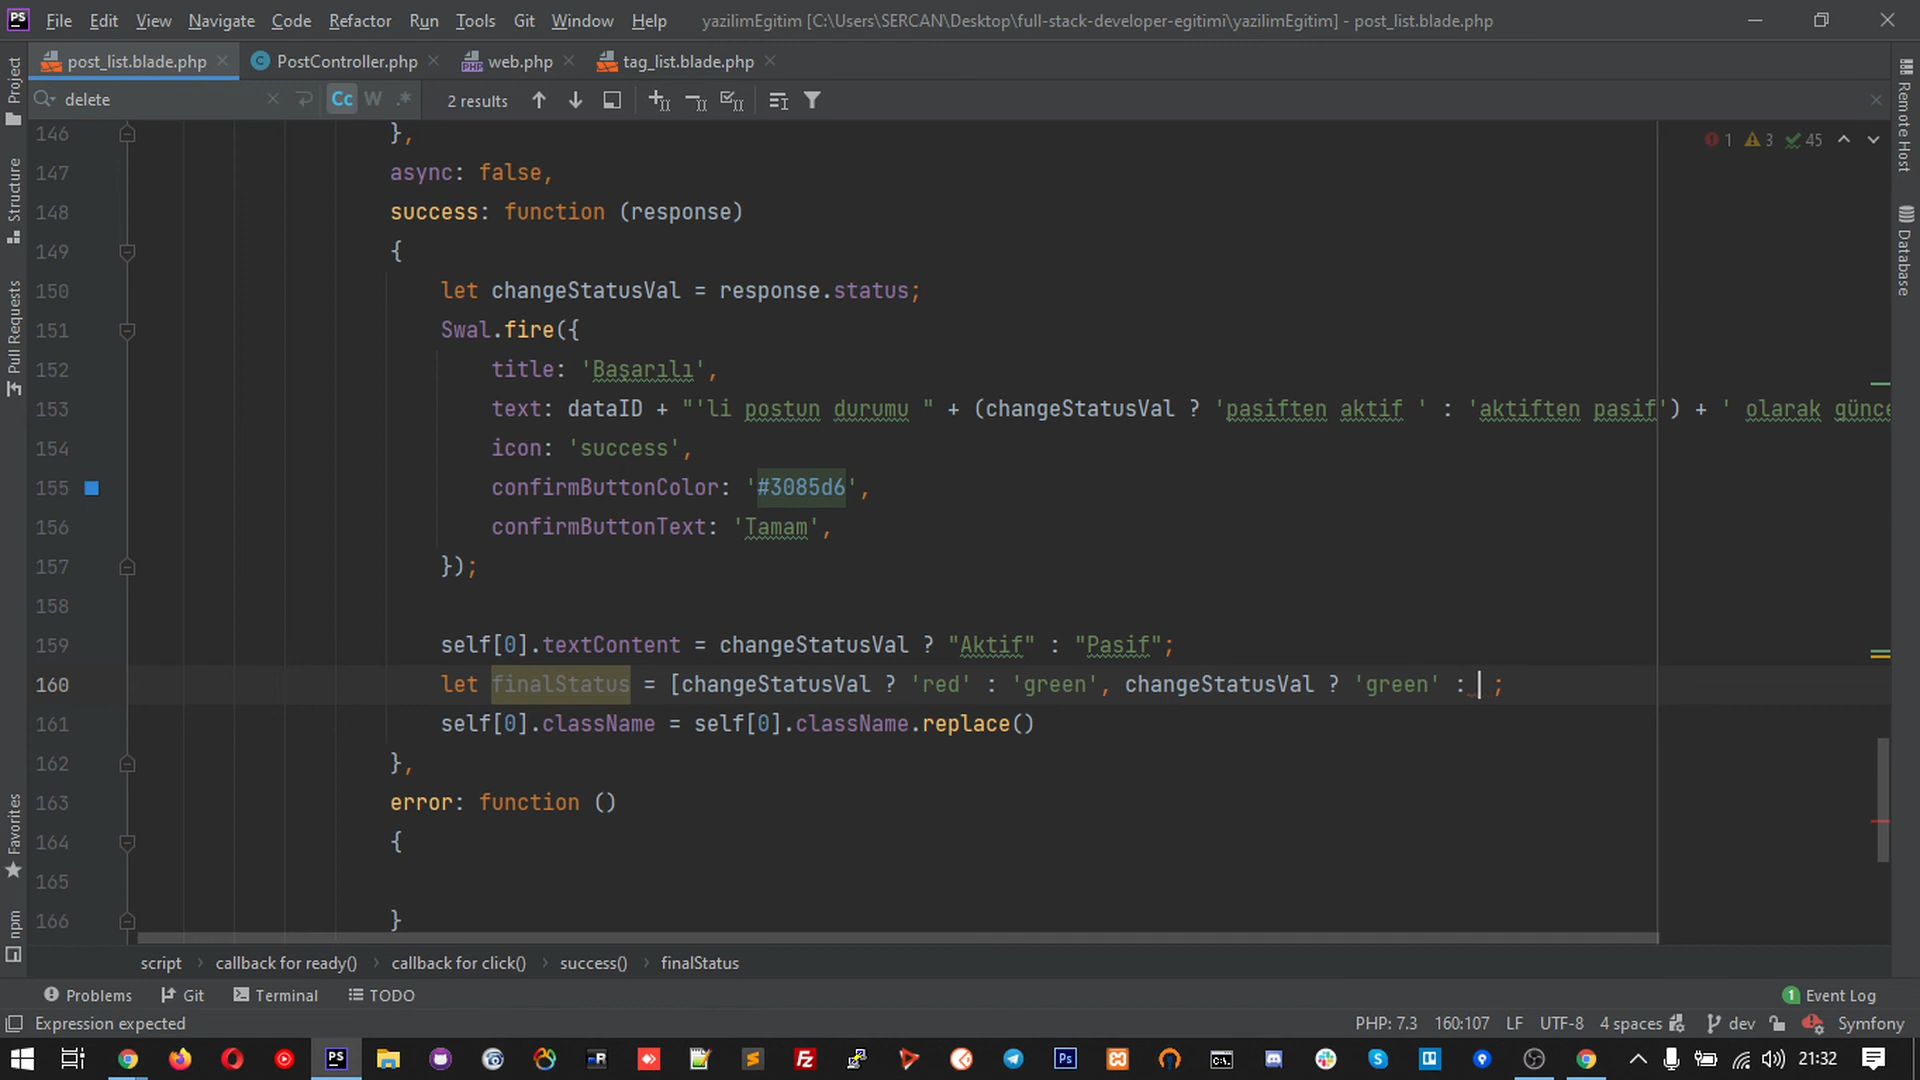 PS File Edit View Navigate Code Refactor Run Tools Git Window Help yazilimEgitim [C:\Users\SERCAN\Desktop\full-stack-developer-egitimi\yazilimEgitim] - post_list.blade.php
post_list.blade.php PostController.php web.php tag_list.blade.php
delete Cc W .* 2 results
146 },
147 async: false,
148 success: function (response)
149 {
150 let changeStatusVal = response.status;
151 Swal.fire({
152 title: 'Başarılı',
153 text: dataID + "'li postun durumu " + (changeStatusVal ? 'pasiften aktif ' : 'aktiften pasif') + ' olarak günce
154 icon: 'success',
155 confirmButtonColor: '#3085d6',
156 confirmButtonText: 'Tamam',
157 });
158
159 self[0].textContent = changeStatusVal ? "Aktif" : "Pasif";
160 let finalStatus = [changeStatusVal ? 'red' : 'green', changeStatusVal ? 'green' : ;
161 self[0].className = self[0].className.replace()
162 },
163 error: function ()
164 {
165
166 }
1 3 45
Project
Structure
Pull Requests
Favorites
npm
Remote Host
Database
script › callback for ready() › callback for click() › success() › finalStatus
Problems Git Terminal TODO 1 Event Log
Expression expected PHP: 7.3 160:107 LF UTF-8 4 spaces dev Symfony
21:32